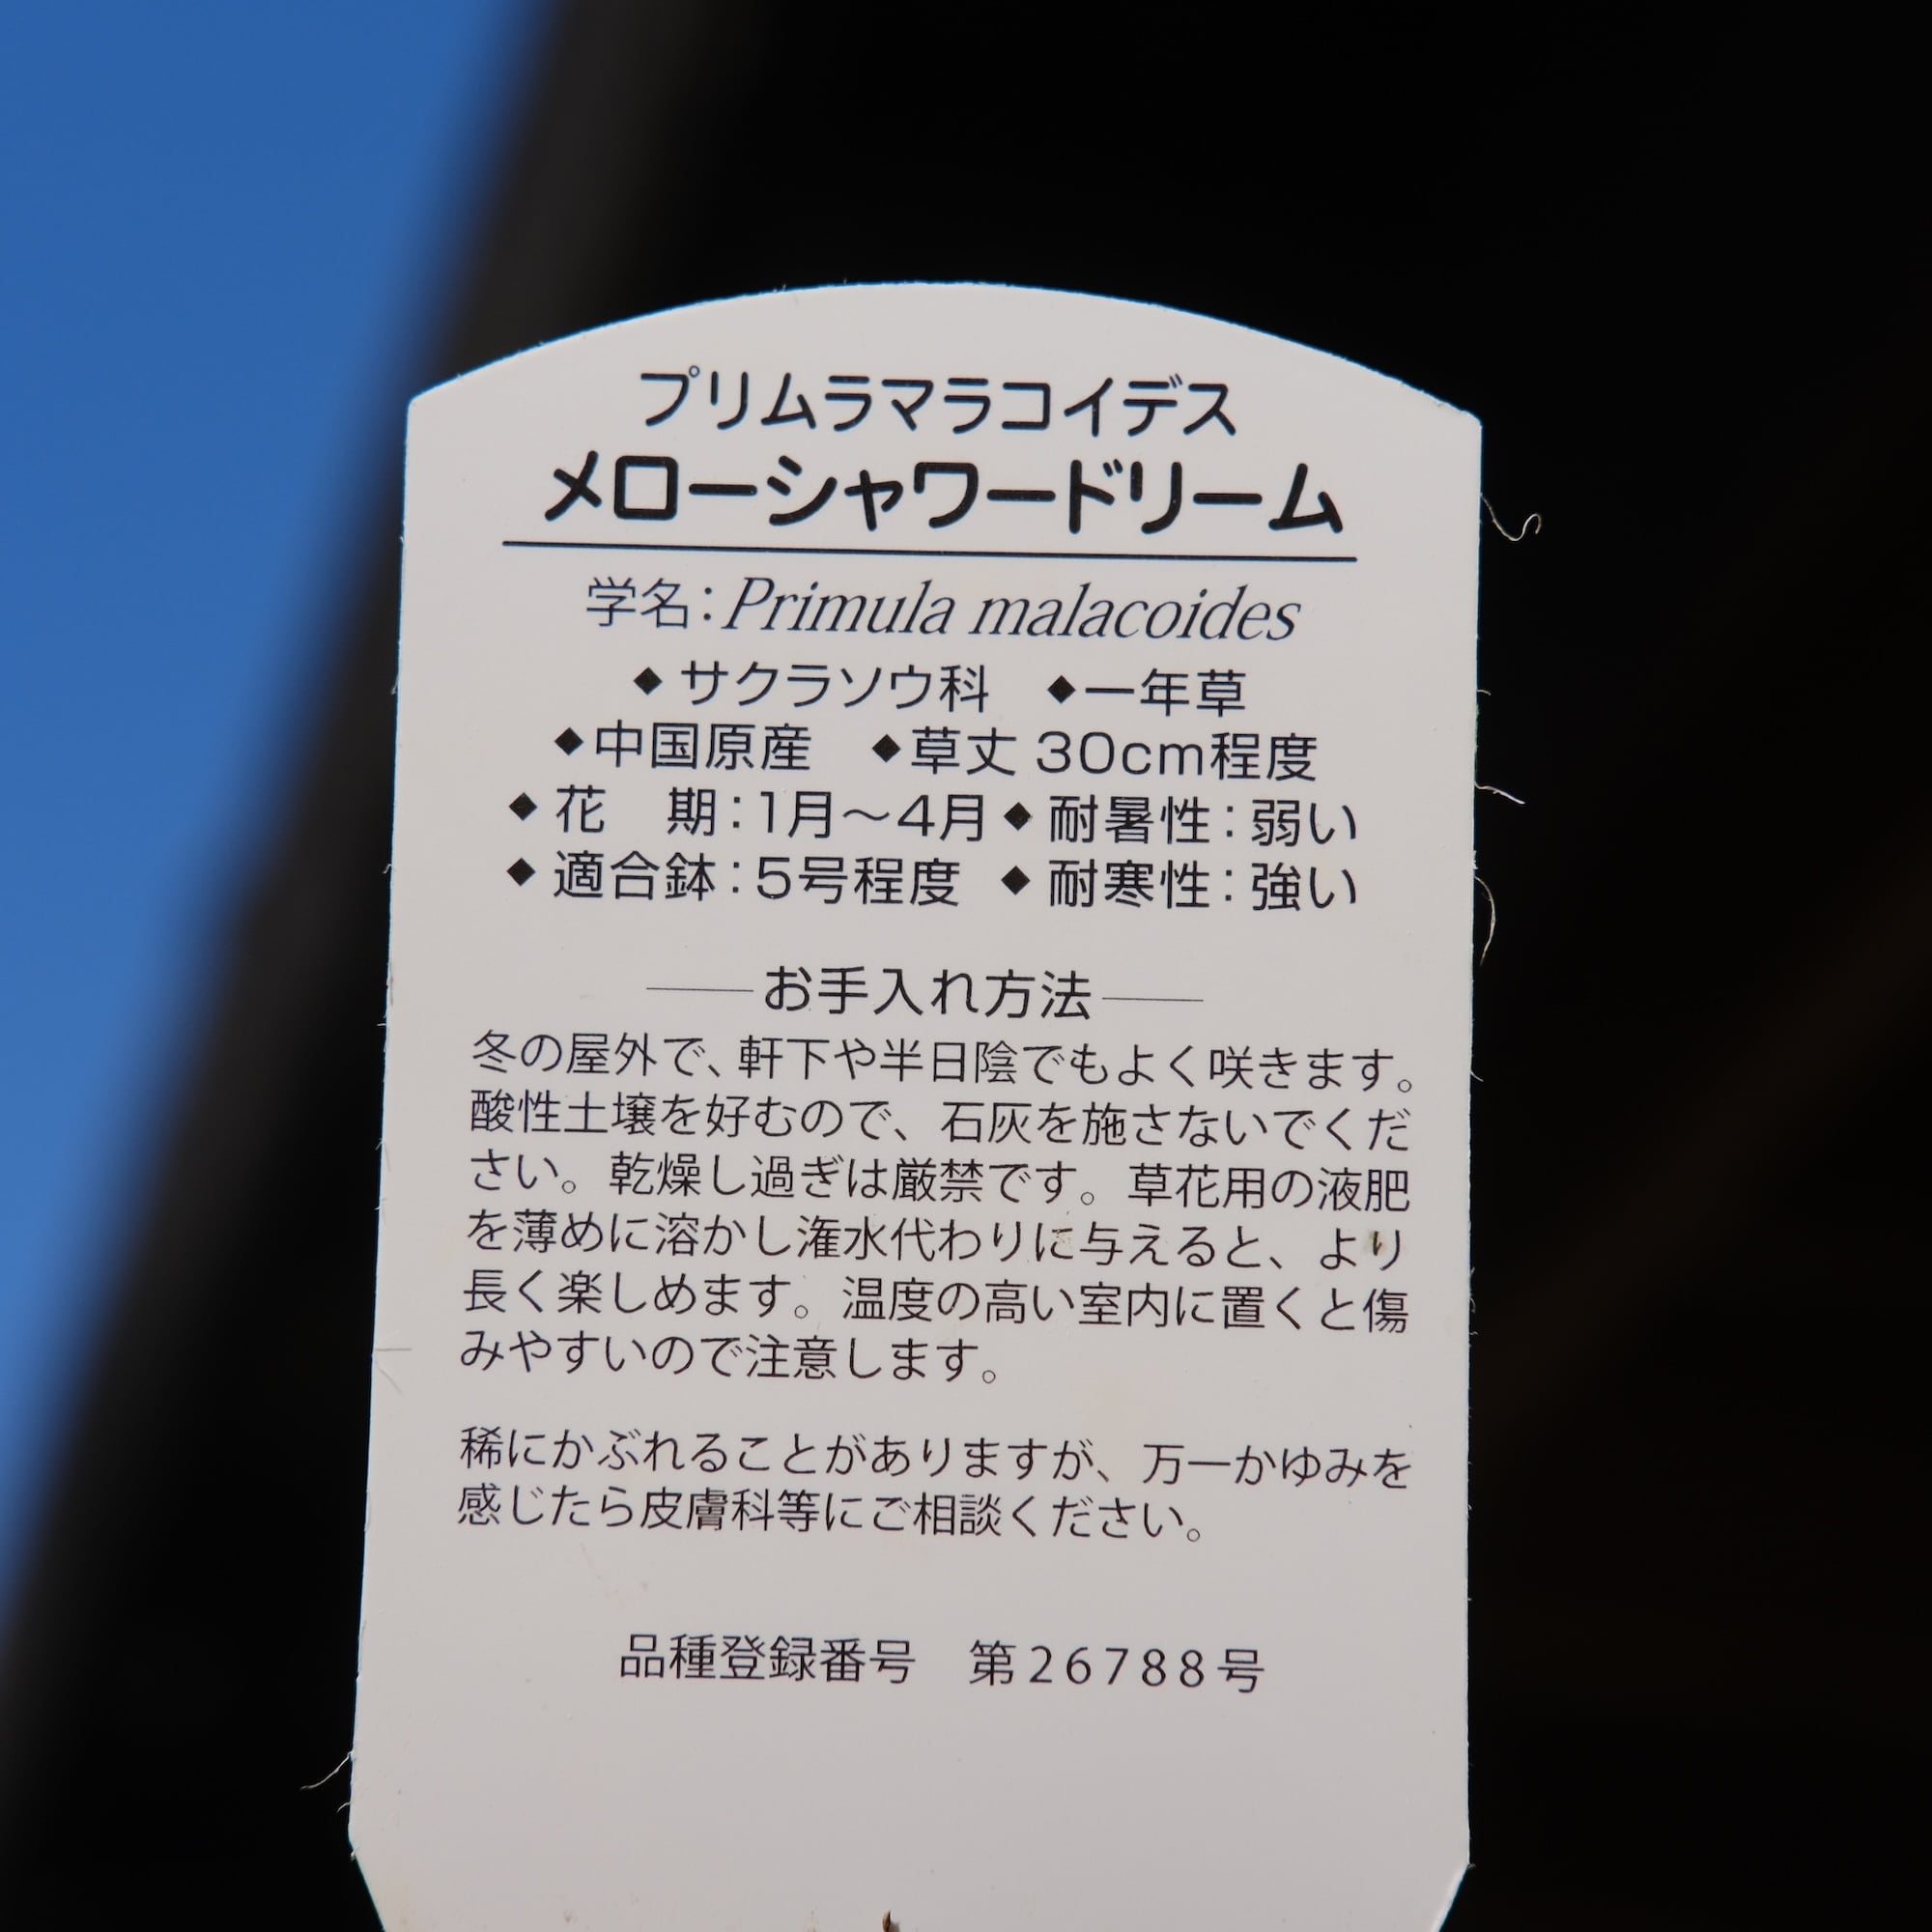 プリムラマラコイデス
メローシャワードリーム
学名：Primula malacoides
◆ サクラソウ科　◆一年草
◆中国原産　◆草丈 30cm程度
◆ 花　期：1月〜4月◆ 耐暑性：弱い
◆ 適合鉢：5号程度　◆ 耐寒性：強い
お手入れ方法
冬の屋外で、軒下や半日陰でもよく咲きます。
酸性土壌を好むので、石灰を施さないでくだ
さい。乾燥し過ぎは厳禁です。草花用の液肥
を薄めに溶かし潅水代わりに与えると、より
長く楽しめます。温度の高い室内に置くと傷
みやすいので注意します。
稀にかぶれることがありますが、万一かゆみを
感じたら皮膚科等にご相談ください。
品種登録番号　第26788号